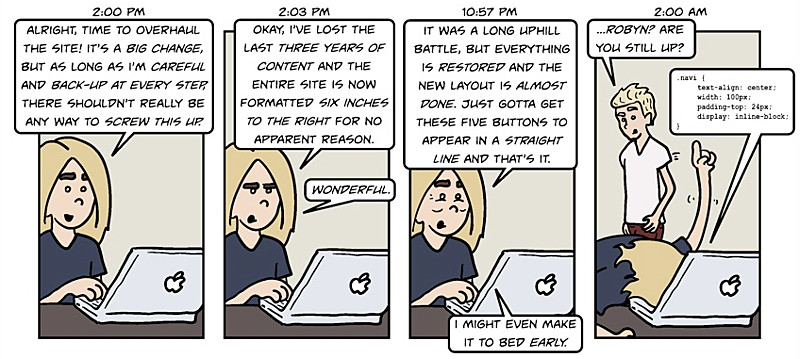 2:00 PM
ALRIGHT, TIME TO OVERHAUL
THE SITE! IT'S A BIG CHANGE,
BUT AS LONG AS I'M CAREFUL
AND BACK-UP AT EVERY STEP,
THERE SHOULDN'T REALLY BE
ANY WAY TO SCREW THIS UP.
2:03 PM
OKAY, I'VE LOST THE
LAST THREE YEARS OF
CONTENT AND THE
ENTIRE SITE IS NOW
FORMATTED SIX INCHES
TO THE RIGHT FOR NO
APPARENT REASON.
WONDERFUL.
10:57 PM
IT WAS A LONG UPHILL
BATTLE, BUT EVERYTHING
IS RESTORED AND THE
NEW LAYOUT IS ALMOST
DONE. JUST GOTTA GET
THESE FIVE BUTTONS TO
APPEAR IN A STRAIGHT
LINE AND THAT'S IT.
I MIGHT EVEN MAKE
IT TO BED EARLY.
2:00 AM
...ROBYN? ARE
YOU STILL UP?
.navi {
text-align: center;
width: 100px;
padding-top: 24px;
display: inline-block;
}